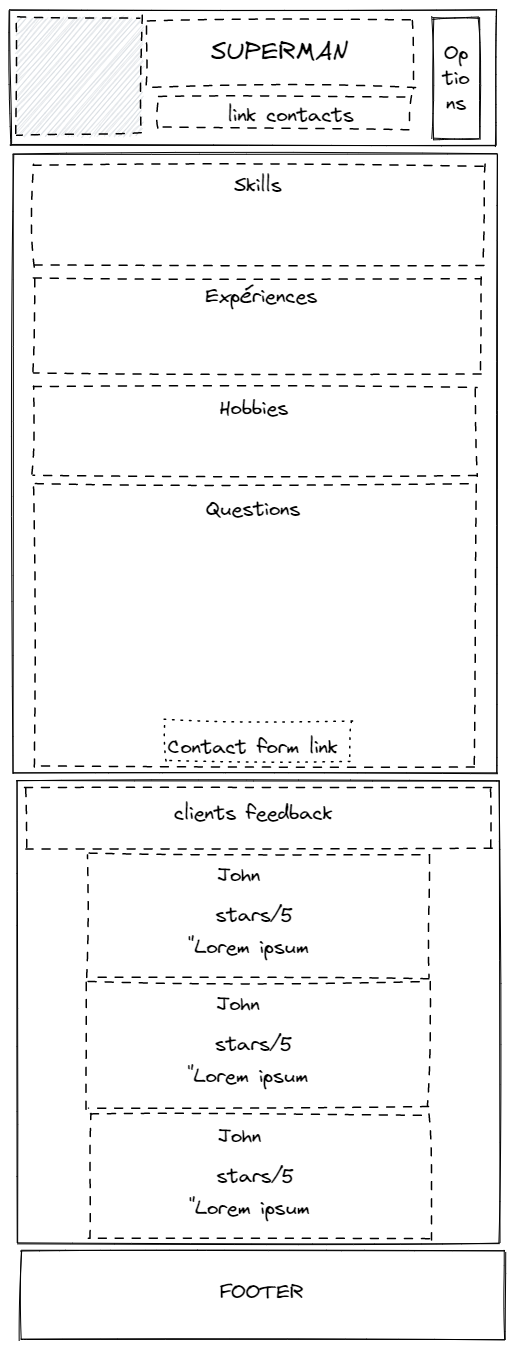 SUPERMAN
link contacts
Op
tio
ns
Skills
Expériences
Hobbies
Questions
Contact form link
clients feedback
John
stars/5
"Lorem ipsum
John
stars/5
"Lorem ipsum
John
stars/5
"Lorem ipsum
FOOTER